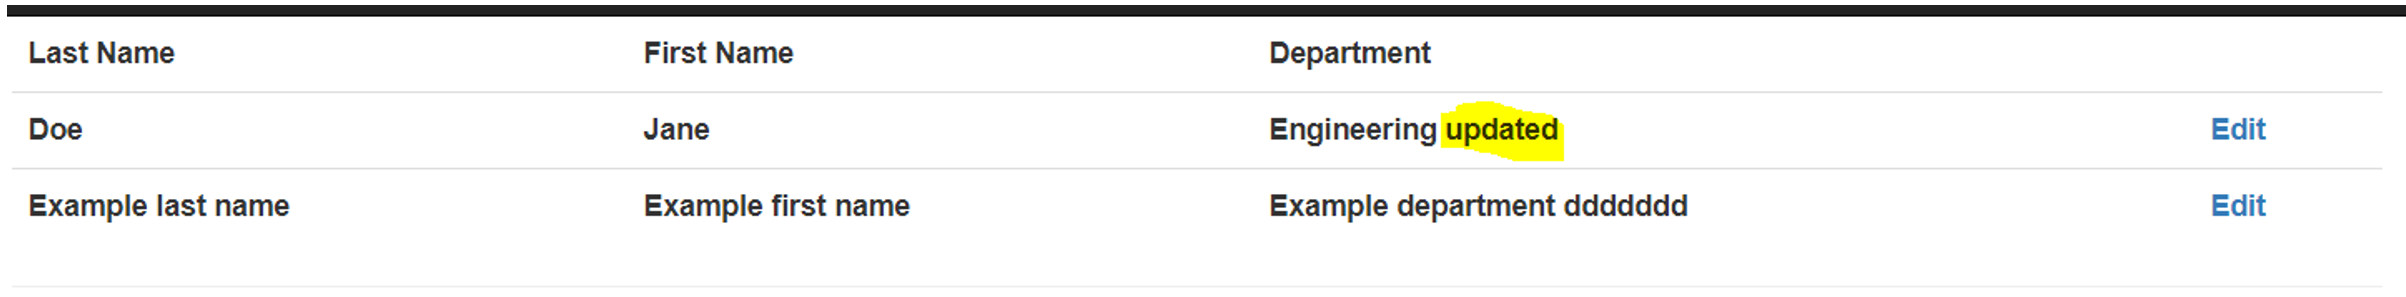 Last Name First Name Department
Doe Jane Engineering updated Edit
Example last name Example first name Example department ddddddd Edit